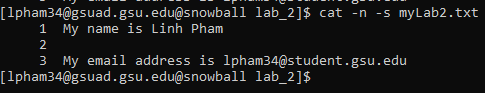 [lpham34@gsuad.gsu.edu@snowball lab_2]$ cat -n -s myLab2.txt
1 My name is Linh Pham
2
3 My email address is lpham34@student.gsu.edu
[lpham34@gsuad.gsu.edu@snowball lab_2]$